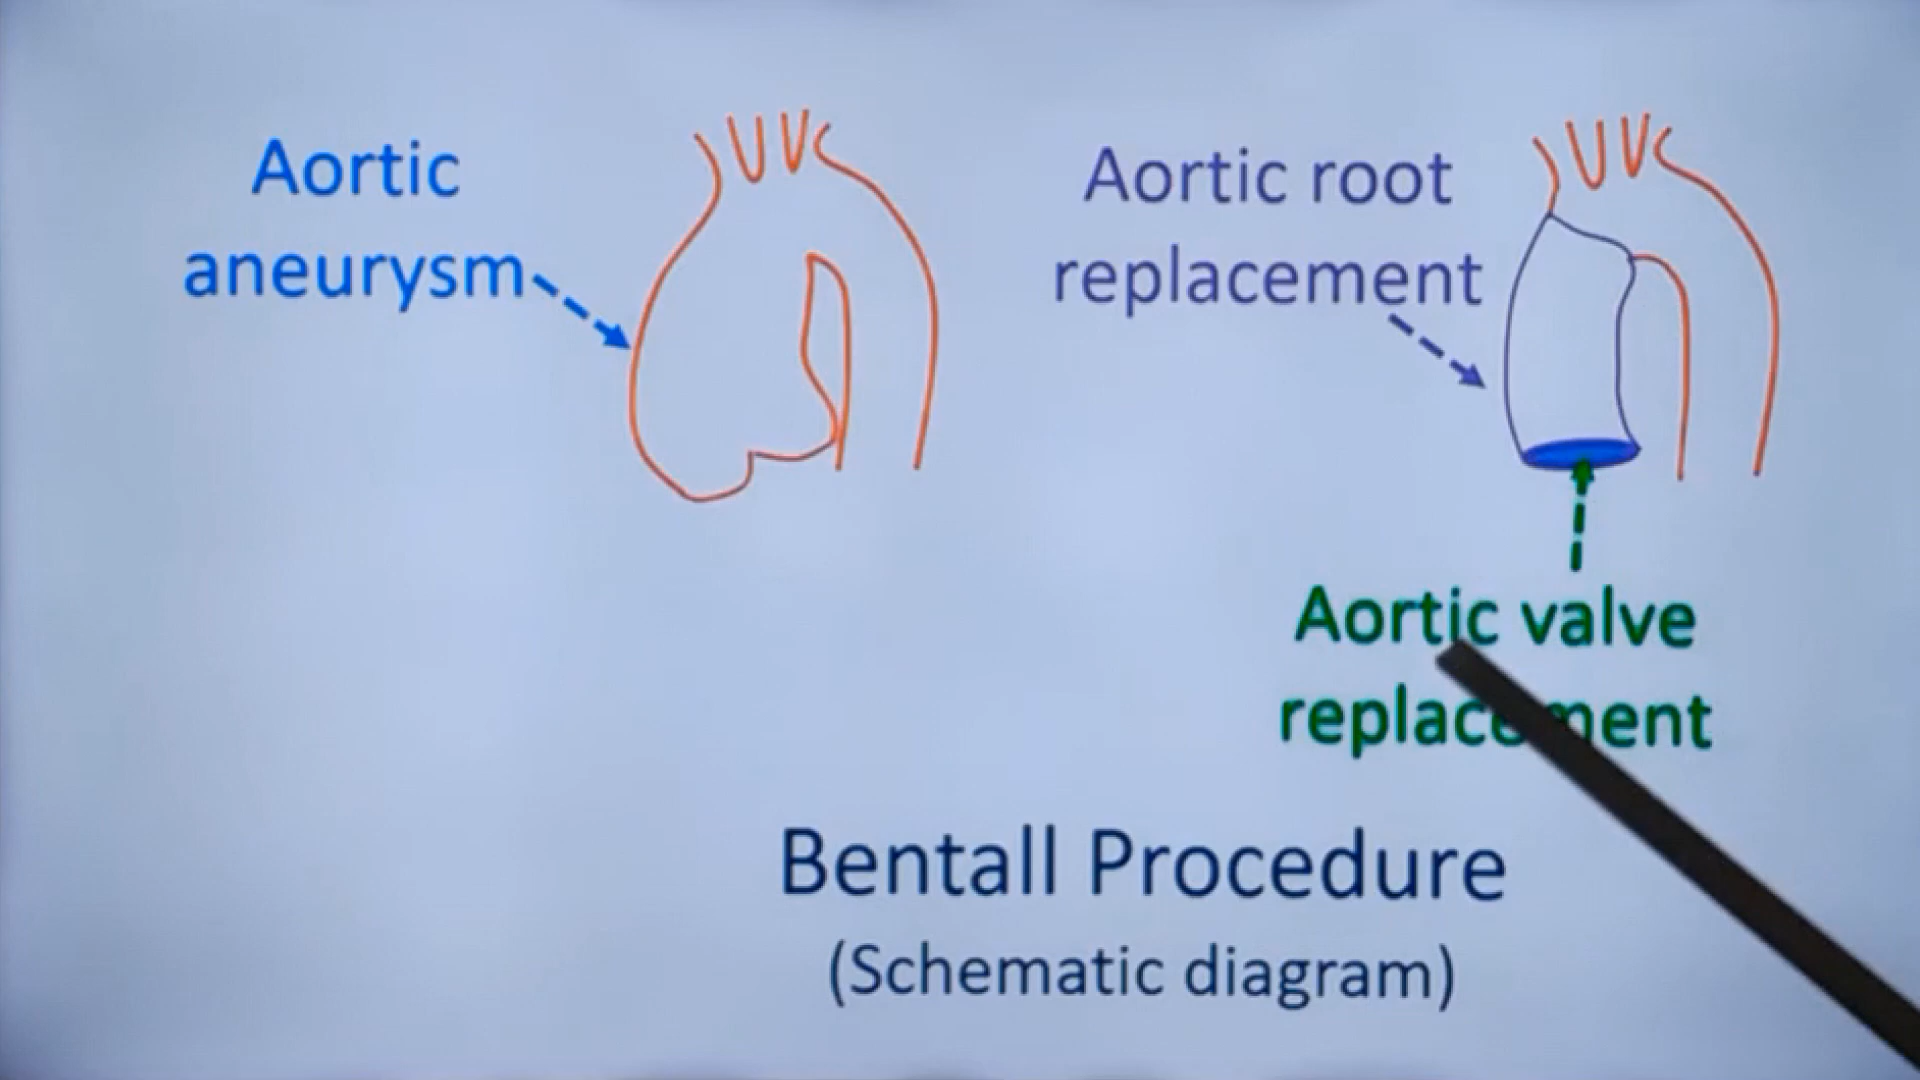 Aortic
aneurysm
Aortic root
replacement
Aortic valve
replacement
Bentall Procedure
(Schematic diagram)